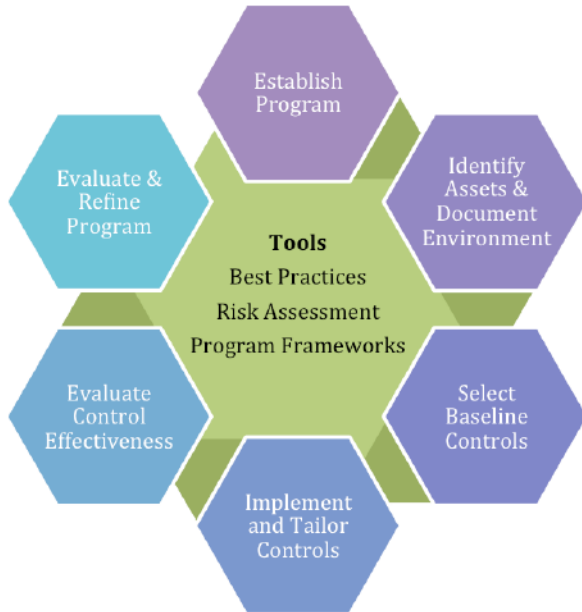 Establish
Program
Identify
Assets &
Document
Environment
Select
Baseline
Controls
Implement
and Tailor
Controls
Evaluate
Control
Effectiveness
Evaluate &
Refine
Program
Tools
Best Practices
Risk Assessment
Program Frameworks